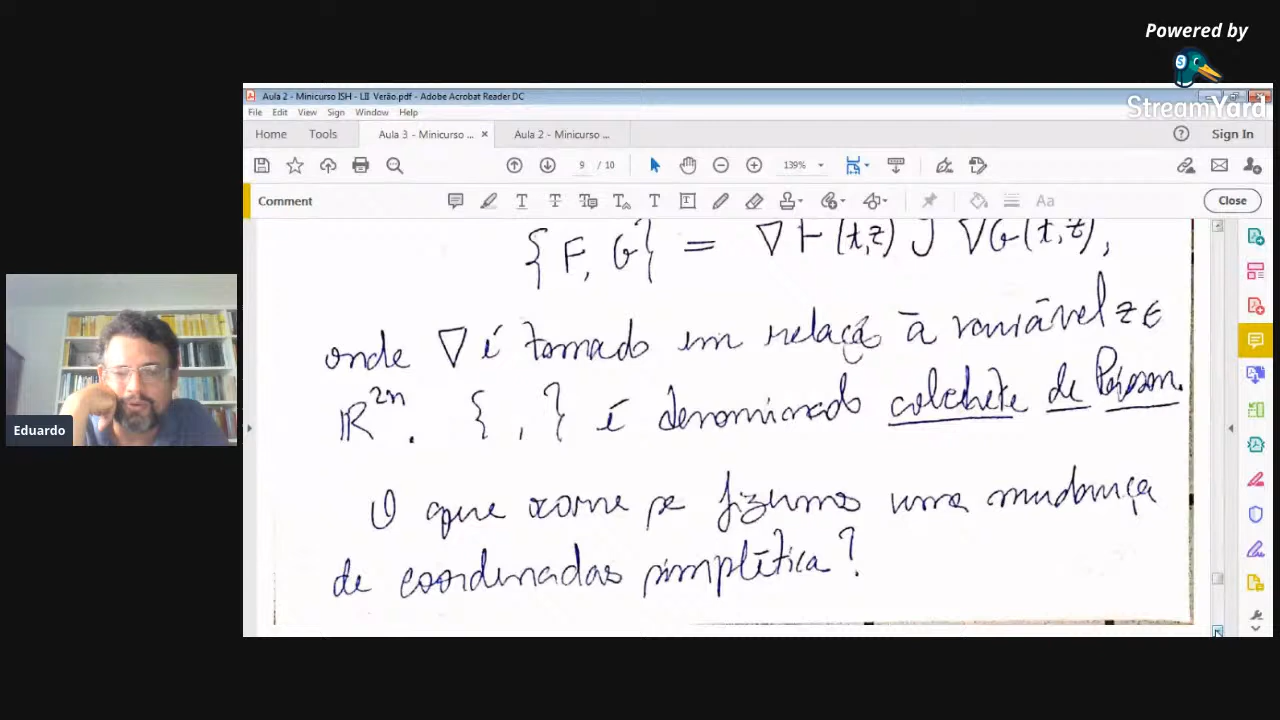 Powered by
StreamYard
Aula 2 - Minicurso ISH - LII Verão.pdf - Adobe Acrobat Reader DC
File Edit View Sign Window Help
Home Tools Aula 3 - Minicurso ... × Aula 2 - Minicurso ... ? Sign In
9 / 10 139%
Comment Aa Close
{F, G} = ∇F(t,z) J ∇G(t,z),
onde ∇ é tomado em relação à variável z ∈
ℝ²ⁿ. { , } é denominado colchete de Poisson.
O que ocorre se fizermos uma mudança
de coordenadas simplética?
Eduardo